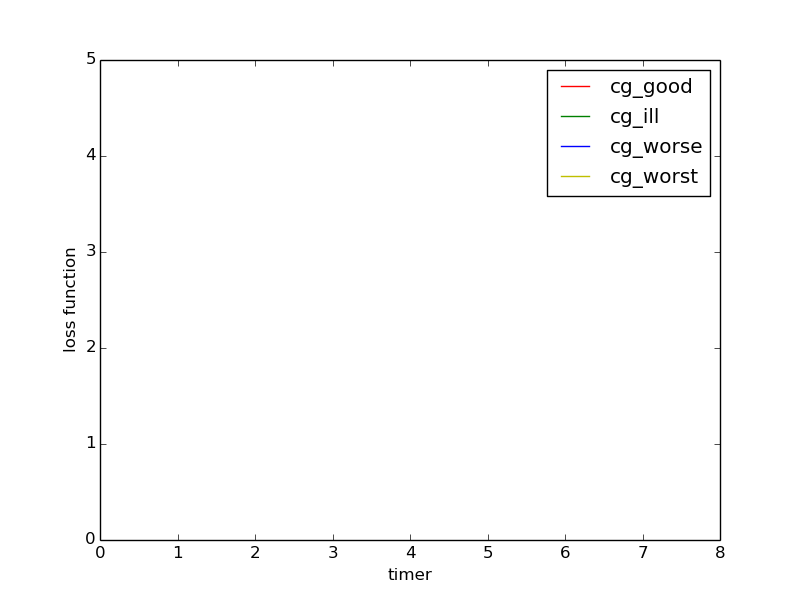 5
4
3
2
1
0
loss function
cg_good
cg_ill
cg_worse
cg_worst
0 1 2 3 4 5 6 7 8
timer